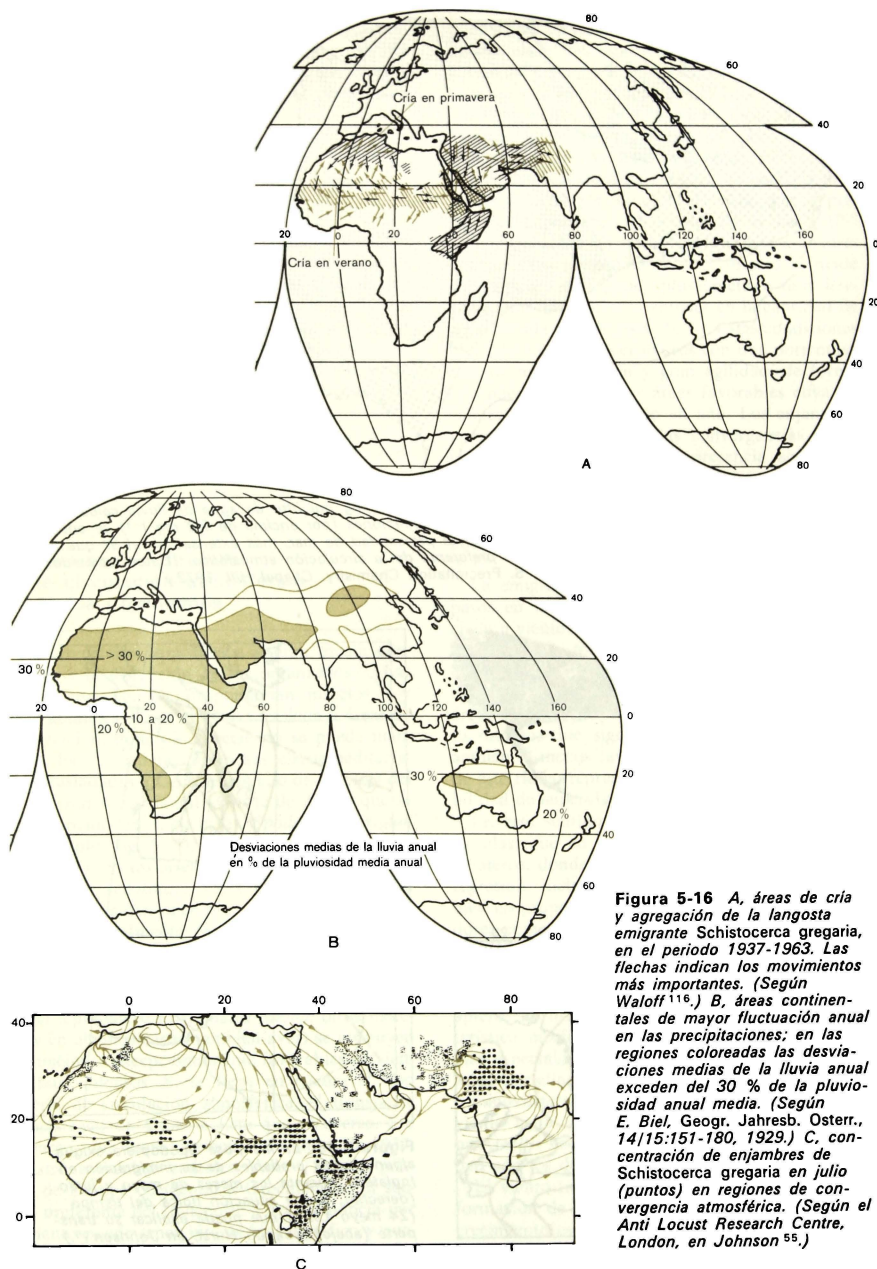 80
60
Cría en primavera
40
20
20
0
20
40
60
80
100
120
140
160
0
Cría en verano
20
40
60
80
A
80
60
40
20
> 30 %
30 %
20
0
10 a 20 %
20 %
40
60
80
100
120
140
160
0
30 %
20
20 %
40
Desviaciones medias de la lluvia anual
en % de la pluviosidad media anual
60
80
B
0
20
40
60
80
40
20
0
C
Figura 5-16 A, áreas de cría
y agregación de la langosta
emigrante Schistocerca gregaria,
en el periodo 1937-1963. Las
flechas indican los movimientos
más importantes. (Según
Waloff 116.) B, áreas continen-
tales de mayor fluctuación anual
en las precipitaciones; en las
regiones coloreadas las desvia-
ciones medias de la lluvia anual
exceden del 30 % de la pluvio-
sidad anual media. (Según
E. Biel, Geogr. Jahresb. Osterr.,
14/15:151-180, 1929.) C, con-
centración de enjambres de
Schistocerca gregaria en julio
(puntos) en regiones de con-
vergencia atmosférica. (Según el
Anti Locust Research Centre,
London, en Johnson 55.)